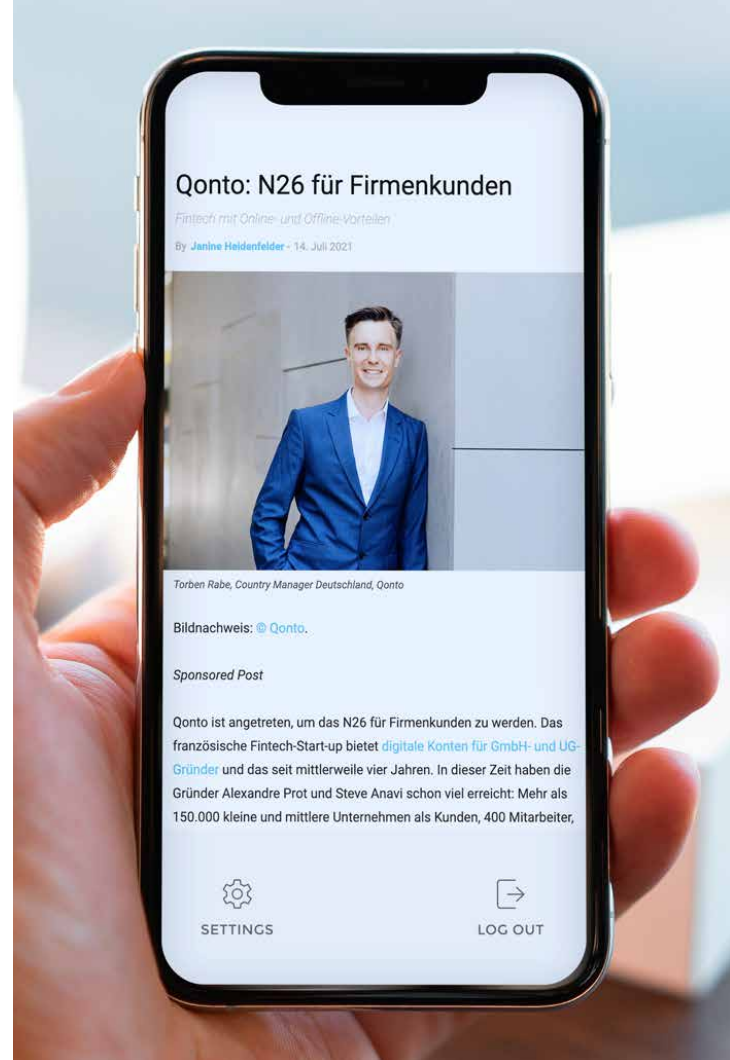 Qonto: N26 für Firmenkunden
Fintech mit Online- und Offline-Vorteilen
By Janine Heidenfelder - 14. Juli 2021
Torben Rabe, Country Manager Deutschland, Qonto
Bildnachweis: © Qonto.
Sponsored Post
Qonto ist angetreten, um das N26 für Firmenkunden zu werden. Das
französische Fintech-Start-up bietet digitale Konten für GmbH- und UG-
Gründer und das seit mittlerweile vier Jahren. In dieser Zeit haben die
Gründer Alexandre Prot und Steve Anavi schon viel erreicht: Mehr als
150.000 kleine und mittlere Unternehmen als Kunden, 400 Mitarbeiter,
SETTINGS
LOG OUT